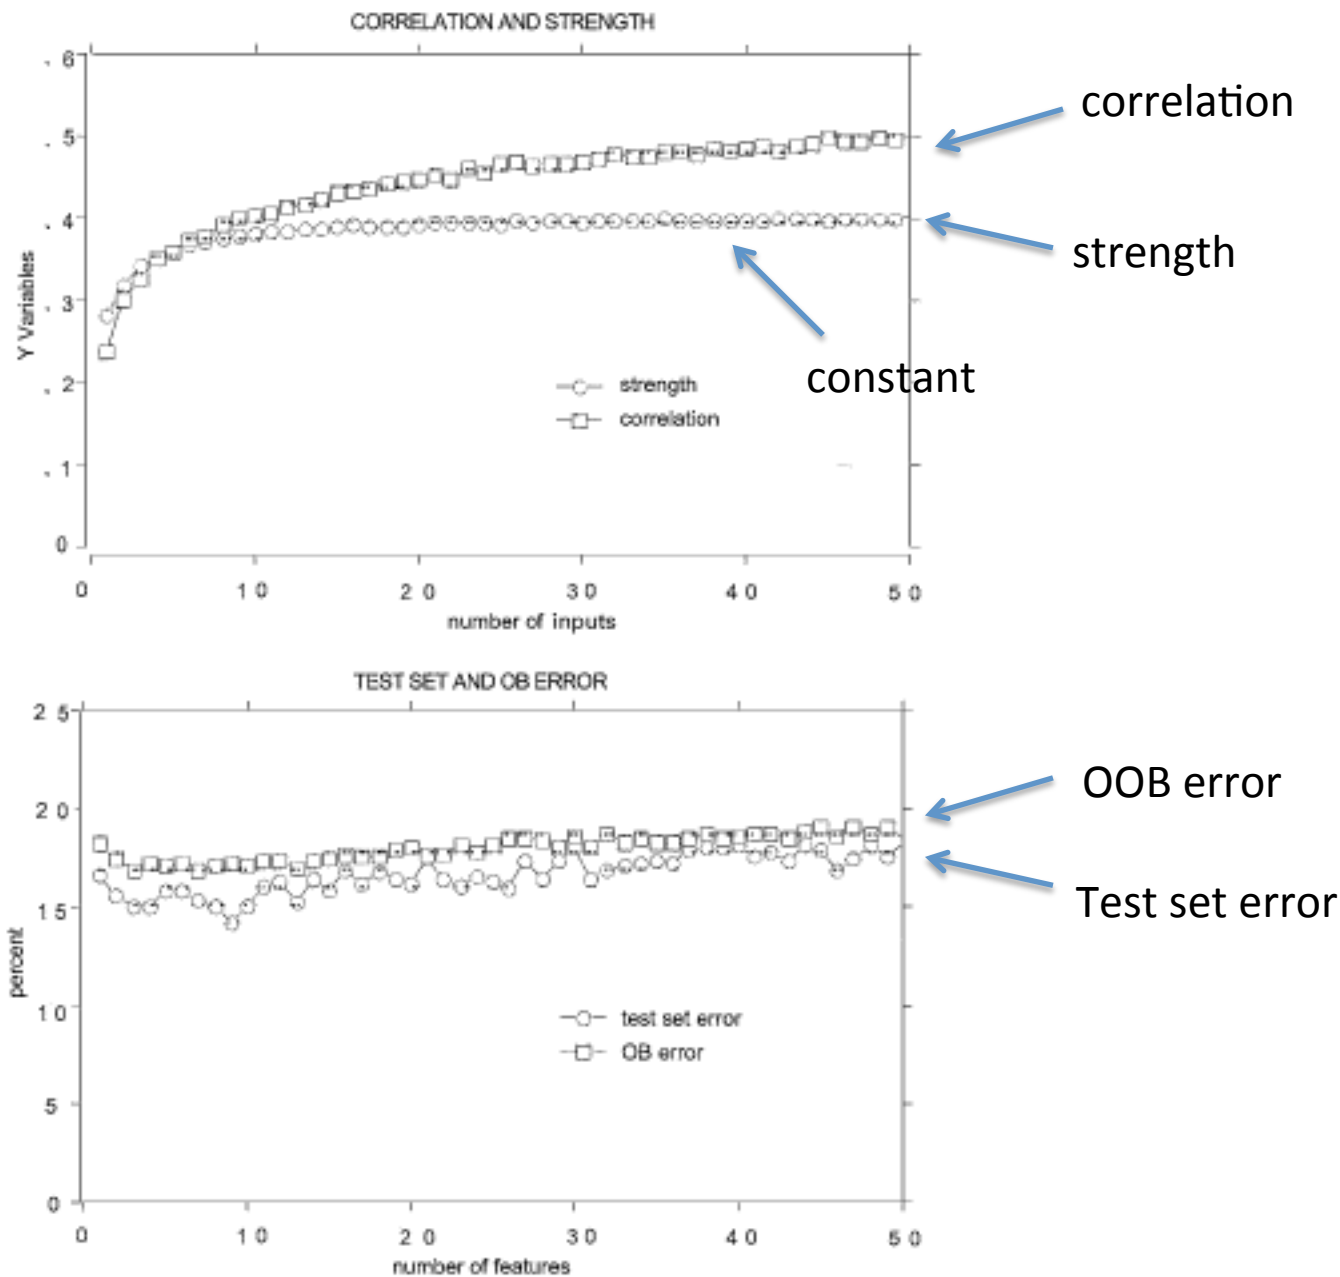 CORRELATION AND STRENGTH
. 6
. 5
. 4
. 3
. 2
. 1
0
Y Variables
correlation
strength
constant
strength
correlation
0 1 0 2 0 3 0 4 0 5 0
number of inputs
TEST SET AND OB ERROR
2 5
2 0
1 5
1 0
5
0
percent
OOB error
Test set error
test set error
OB error
0 1 0 2 0 3 0 4 0 5 0
number of features